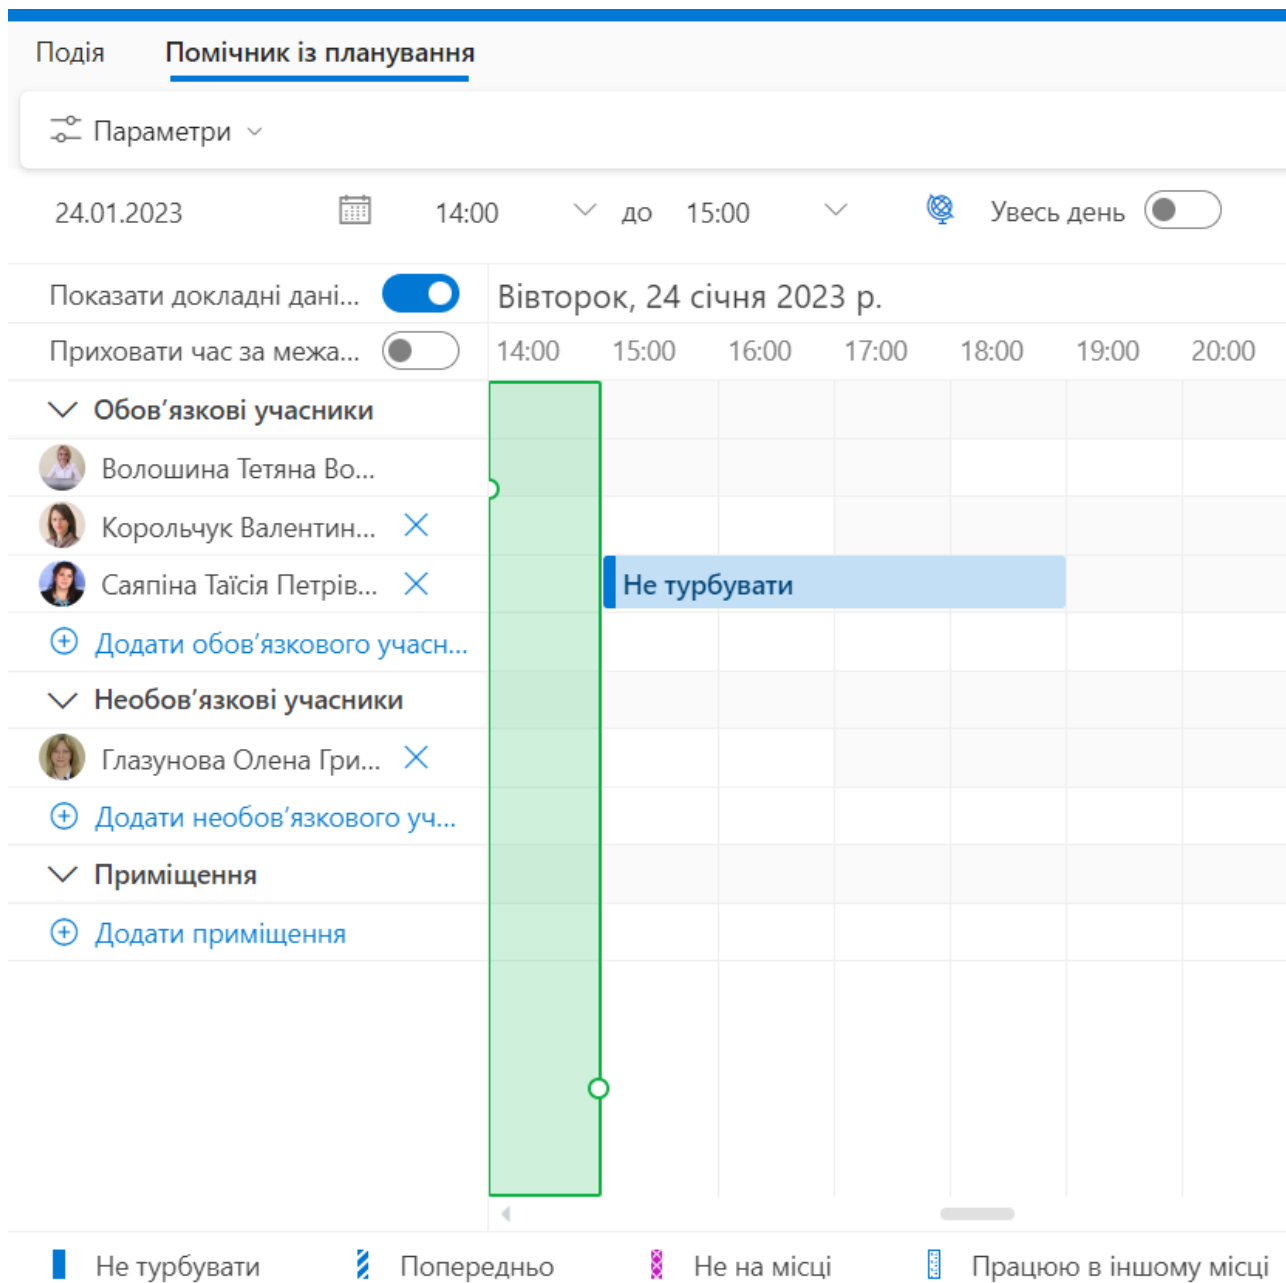 Подія Помічник із планування
Параметри
24.01.2023 14:00 до 15:00 Увесь день
Показати докладні дані... Вівторок, 24 січня 2023 р.
Приховати час за межа... 14:00 15:00 16:00 17:00 18:00 19:00 20:00
Обов’язкові учасники
Волошина Тетяна Во...
Корольчук Валентин...
Саяпіна Таїсія Петрів... Не турбувати
Додати обов’язкового учасн...
Необов’язкові учасники
Глазунова Олена Гри...
Додати необов’язкового уч...
Приміщення
Додати приміщення
Не турбувати Попередньо Не на місці Працюю в іншому місці